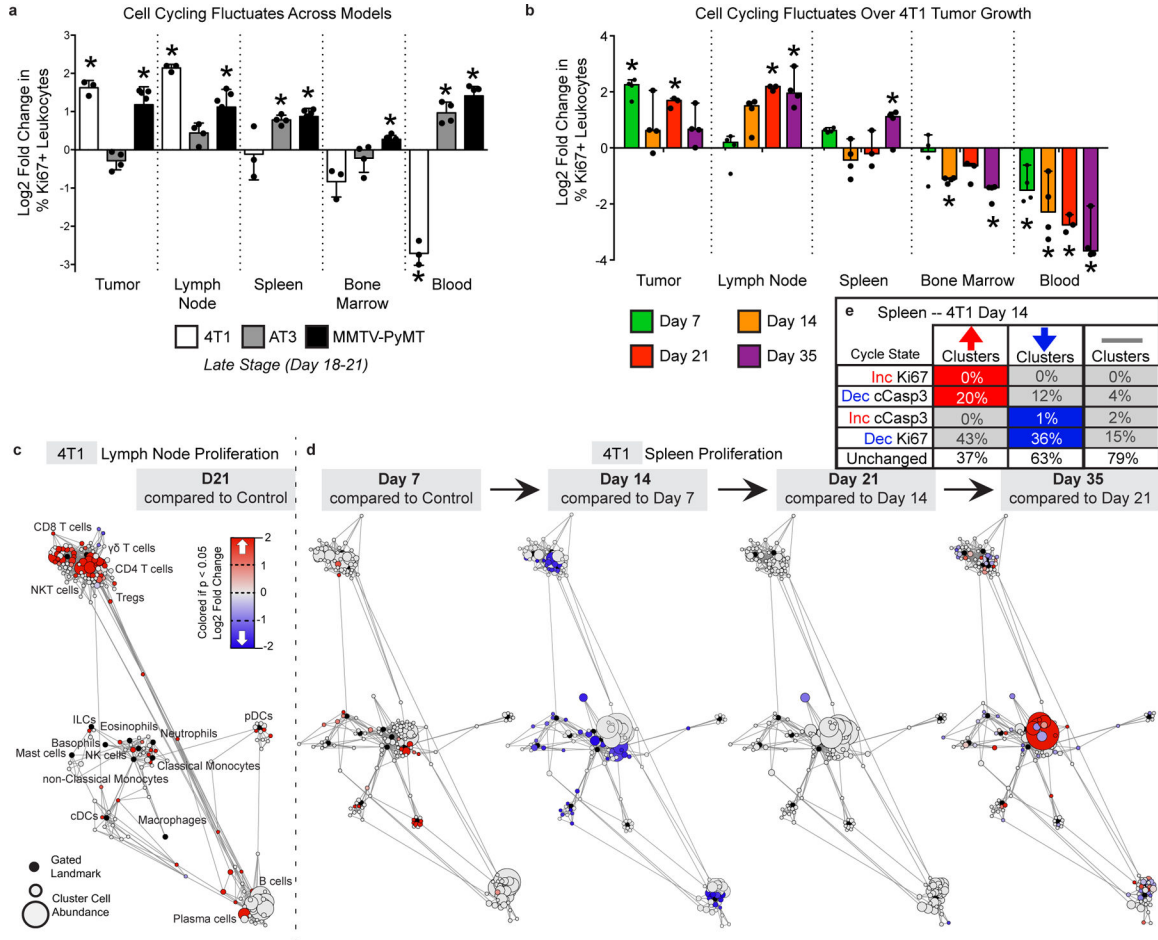 a
Cell Cycling Fluctuates Across Models
Log2 Fold Change in
% Ki67+ Leukocytes
3
2
1
0
-1
-2
-3
* * * * * * * * * *
Tumor
Lymph
Node
Spleen
Bone
Marrow
Blood
4T1
AT3
MMTV-PyMT
Late Stage (Day 18-21)
b
Cell Cycling Fluctuates Over 4T1 Tumor Growth
Log2 Fold Change in
% Ki67+ Leukocytes
4
2
0
-2
-4
* * * * * * * * * * *
Tumor
Lymph Node
Spleen
Bone Marrow
Blood
Day 7
Day 14
Day 21
Day 35
e
Spleen -- 4T1 Day 14
Cycle State Clusters Clusters Clusters
Inc Ki67 0% 0% 0%
Dec cCasp3 20% 12% 4%
Inc cCasp3 0% 1% 2%
Dec Ki67 43% 36% 15%
Unchanged 37% 63% 79%
c
4T1 Lymph Node Proliferation
D21
compared to Control
CD8 T cells
γδ T cells
CD4 T cells
NKT cells
Tregs
Colored if p < 0.05
Log2 Fold Change
2
1
0
-1
-2
ILCs
Eosinophils
Neutrophils
pDCs
Basophils
Mast cells
NK cells
Classical Monocytes
non-Classical Monocytes
cDCs
Macrophages
B cells
Plasma cells
Gated
Landmark
Cluster Cell
Abundance
d
4T1 Spleen Proliferation
Day 7
compared to Control
Day 14
compared to Day 7
Day 21
compared to Day 14
Day 35
compared to Day 21